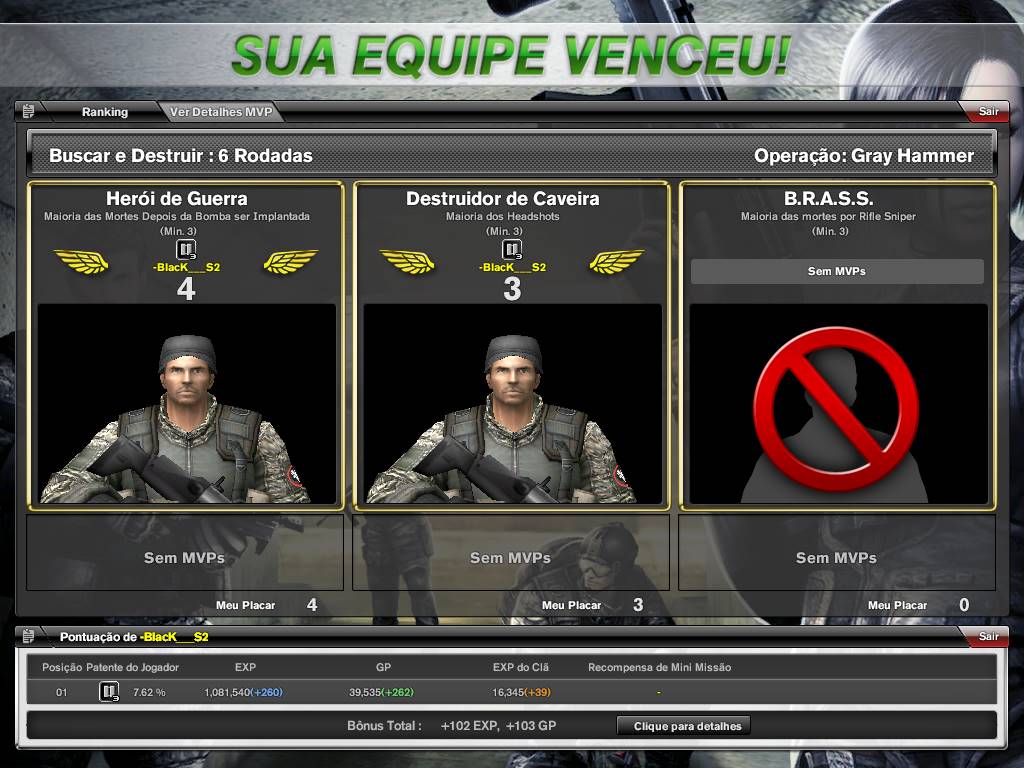 SUA EQUIPE VENCEU!
Ranking
Ver Detalhes MVP
Sair
Buscar e Destruir : 6 Rodadas
Operação: Gray Hammer
Herói de Guerra
Maioria das Mortes Depois da Bomba ser Implantada
(Min. 3)
-BlacK___S2
4
Destruidor de Caveira
Maioria dos Headshots
(Min. 3)
-BlacK___S2
3
B.R.A.S.S.
Maioria das mortes por Rifle Sniper
(Min. 3)
Sem MVPs
Sem MVPs
Sem MVPs
Sem MVPs
Meu Placar 4
Meu Placar 3
Meu Placar 0
Pontuação de -BlacK___S2
Sair
Posição Patente do Jogador EXP GP EXP do Clã Recompensa de Mini Missão
01 3 7.62 % 1,081,540(+260) 39,535(+262) 16,345(+39) -
Bônus Total : +102 EXP, +103 GP
Clique para detalhes